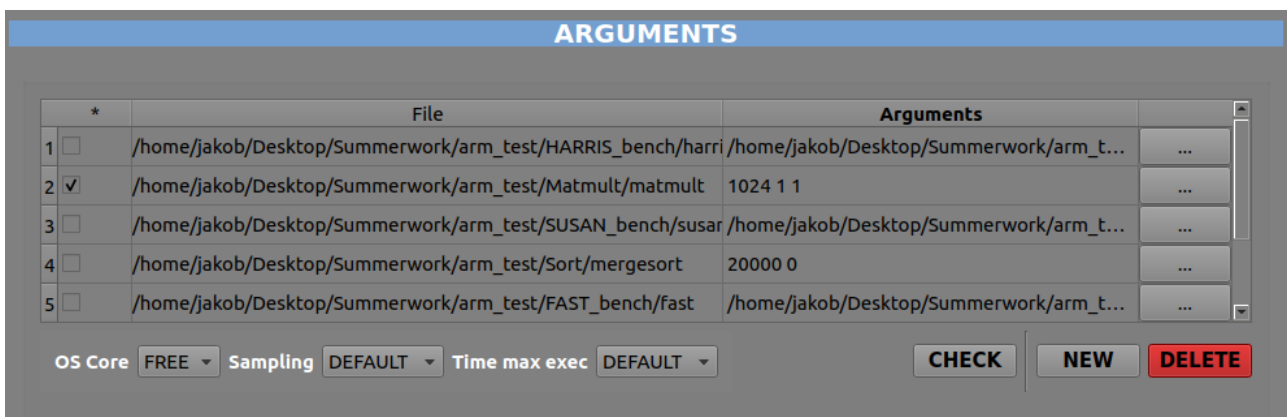 ARGUMENTS
* File Arguments
1 /home/jakob/Desktop/Summerwork/arm_test/HARRIS_bench/harri /home/jakob/Desktop/Summerwork/arm_t... ...
2 /home/jakob/Desktop/Summerwork/arm_test/Matmult/matmult 1024 1 1 ...
3 /home/jakob/Desktop/Summerwork/arm_test/SUSAN_bench/susan /home/jakob/Desktop/Summerwork/arm_t... ...
4 /home/jakob/Desktop/Summerwork/arm_test/Sort/mergesort 20000 0 ...
5 /home/jakob/Desktop/Summerwork/arm_test/FAST_bench/fast /home/jakob/Desktop/Summerwork/arm_t... ...
OS Core FREE Sampling DEFAULT Time max exec DEFAULT CHECK NEW DELETE